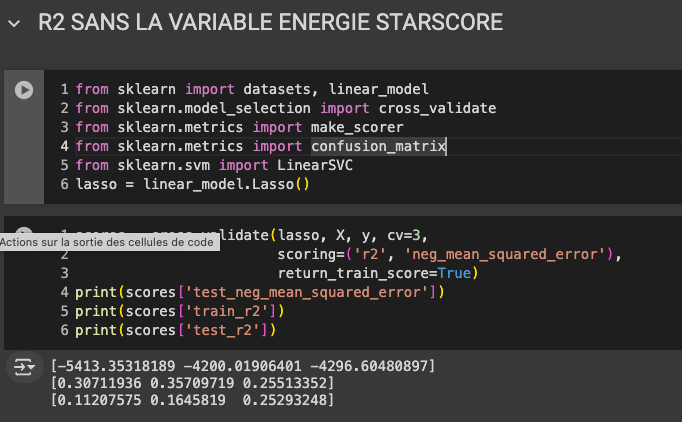 R2 SANS LA VARIABLE ENERGIE STARSCORE
1 from sklearn import datasets, linear_model
2 from sklearn.model_selection import cross_validate
3 from sklearn.metrics import make_scorer
4 from sklearn.metrics import confusion_matrix
5 from sklearn.svm import LinearSVC
6 lasso = linear_model.Lasso()
Actions sur la sortie des cellules de code
(lasso, X, y, cv=3,
2 scoring=('r2', 'neg_mean_squared_error'),
3 return_train_score=True)
4 print(scores['test_neg_mean_squared_error'])
5 print(scores['train_r2'])
6 print(scores['test_r2'])
[-5413.35318189 -4200.01906401 -4296.60480897]
[0.30711936 0.35709719 0.25513352]
[0.11207575 0.1645819  0.25293248]